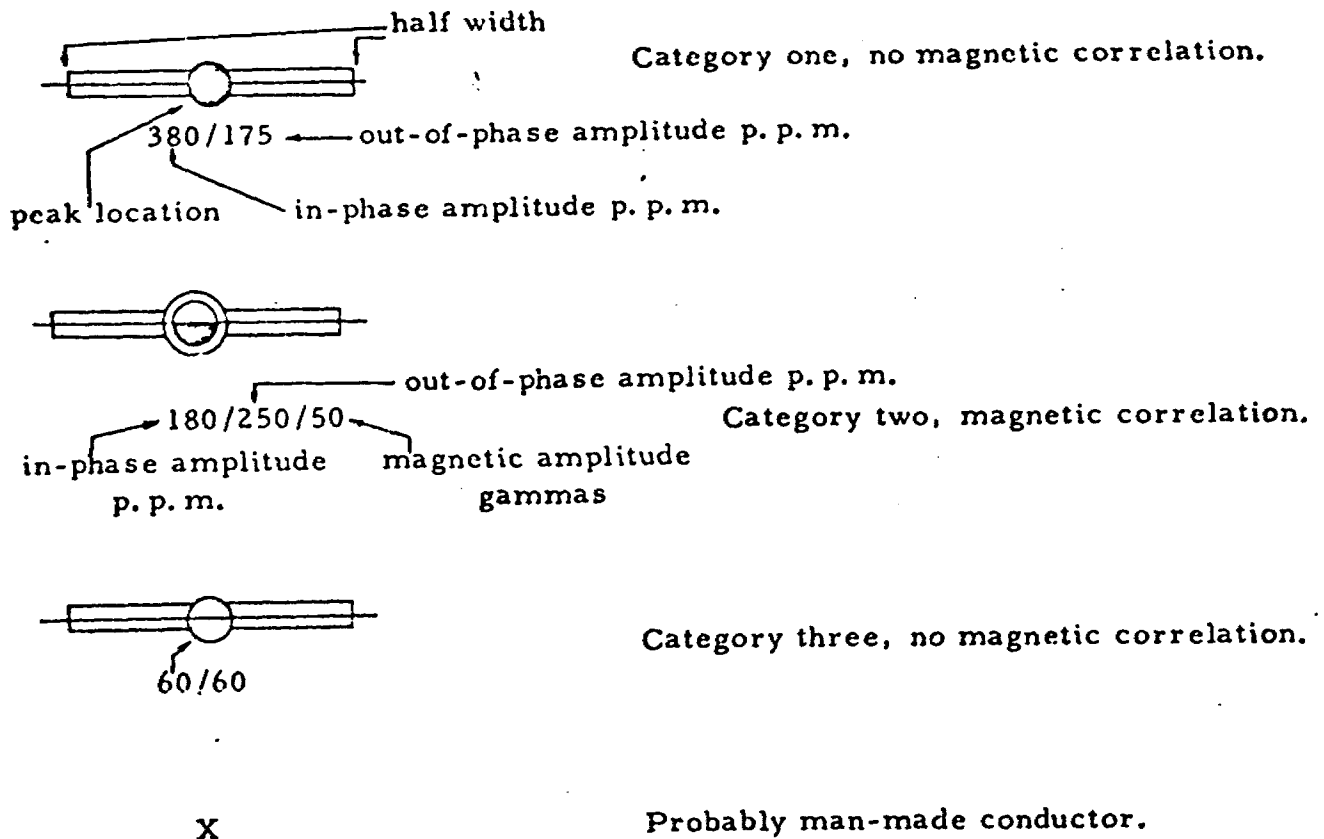 half width
Category one, no magnetic correlation.
380/175
out-of-phase amplitude p. p. m.
peak location
in-phase amplitude p. p. m.
out-of-phase amplitude p. p. m.
180/250/50
Category two, magnetic correlation.
in-phase amplitude
p. p. m.
magnetic amplitude
gammas
Category three, no magnetic correlation.
60/60
X
Probably man-made conductor.